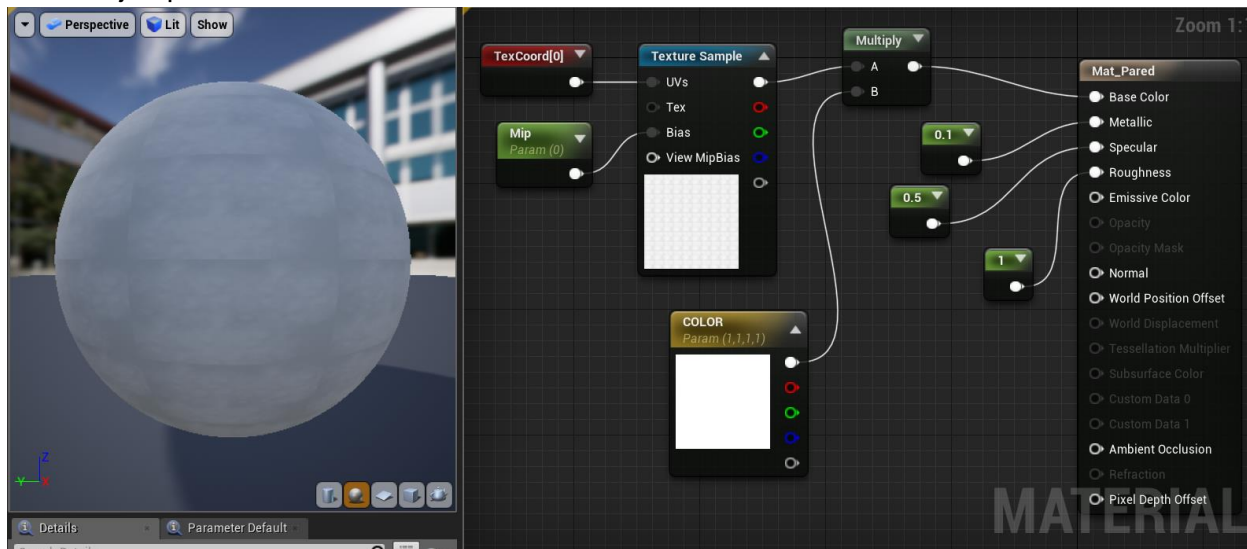 Perspective
Lit
Show
Zoom 1:
TexCoord[0]
Mip
Param (0)
Texture Sample
UVs
Tex
Bias
View MipBias
Multiply
A
B
COLOR
Param (1,1,1,1)
0.1
0.5
1
Mat_Pared
Base Color
Metallic
Specular
Roughness
Emissive Color
Opacity
Opacity Mask
Normal
World Position Offset
World Displacement
Tessellation Multiplier
Subsurface Color
Custom Data 0
Custom Data 1
Ambient Occlusion
Refraction
Pixel Depth Offset
MATERIAL
Z
Y
X
Details
Parameter Default